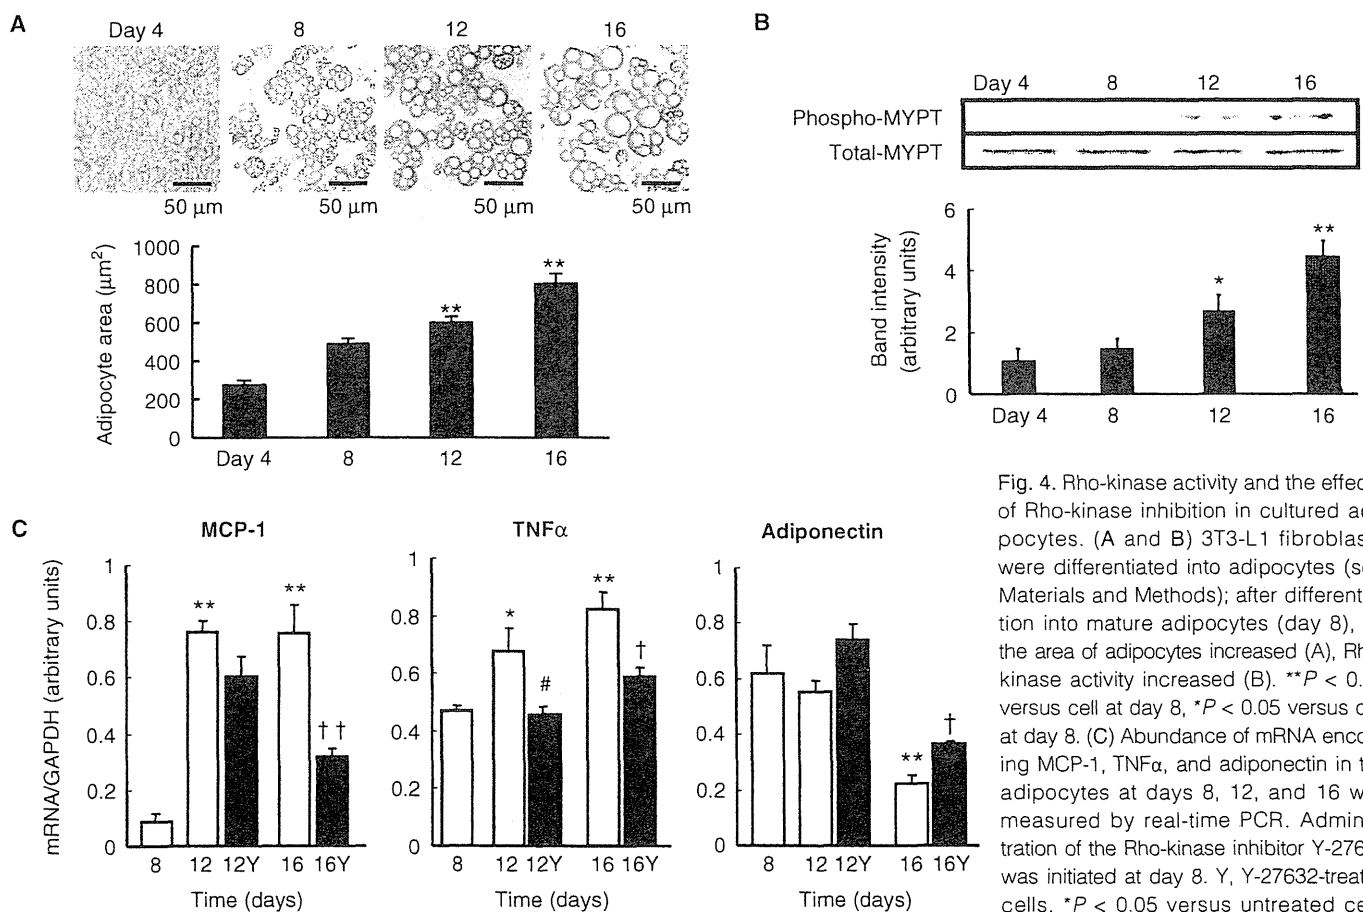 A
Day 4 8 12 16
50 μm 50 μm 50 μm 50 μm
Adipocyte area (μm²)
1000
800
600
400
200
0
** **
Day 4 8 12 16
B
Day 4 8 12 16
Phospho-MYPT
Total-MYPT
Band intensity
(arbitrary units)
6
4
2
0
* **
Day 4 8 12 16
C
mRNA/GAPDH (arbitrary units)
MCP-1
1
0.8
0.6
0.4
0.2
0
** ** † †
8 12 12Y 16 16Y
Time (days)
TNFα
1
0.8
0.6
0.4
0.2
0
* # ** †
8 12 12Y 16 16Y
Time (days)
Adiponectin
1
0.8
0.6
0.4
0.2
0
** †
8 12 12Y 16 16Y
Time (days)
Fig. 4. Rho-kinase activity and the effec
of Rho-kinase inhibition in cultured a
pocytes. (A and B) 3T3-L1 fibroblas
were differentiated into adipocytes (s
Materials and Methods); after different
tion into mature adipocytes (day 8),
the area of adipocytes increased (A), Rh
kinase activity increased (B). **P < 0.
versus cell at day 8, *P < 0.05 versus c
at day 8. (C) Abundance of mRNA enco
ing MCP-1, TNFα, and adiponectin in t
adipocytes at days 8, 12, and 16 w
measured by real-time PCR. Admin
tration of the Rho-kinase inhibitor Y-276
was initiated at day 8. Y, Y-27632-treat
cells. *P < 0.05 versus untreated ce